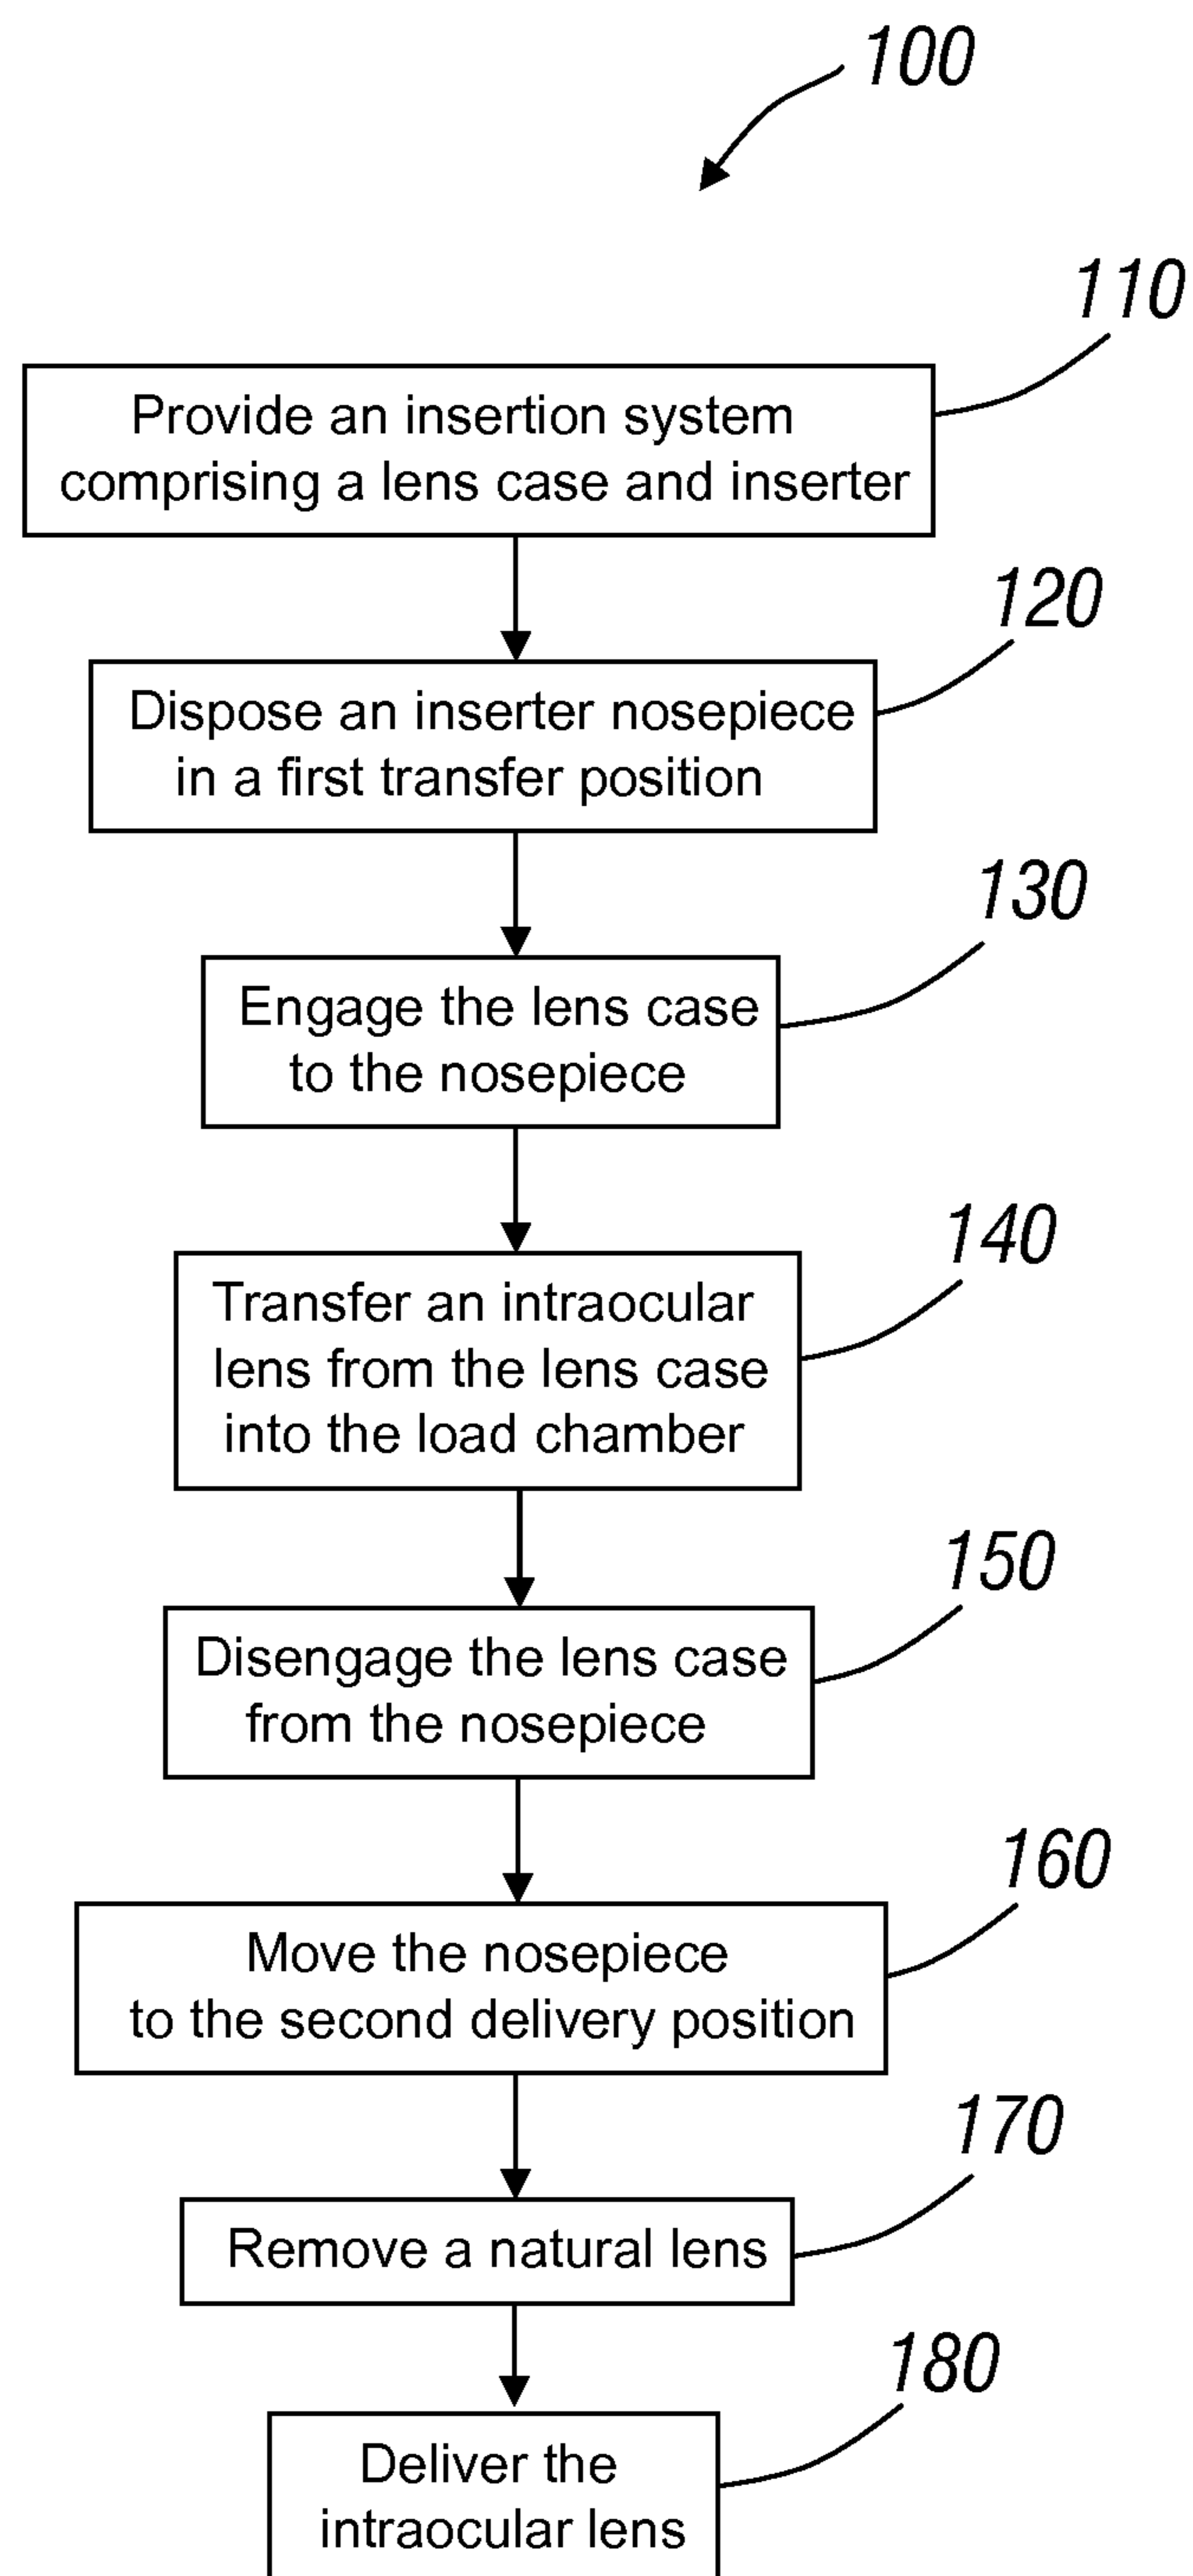 100
110
Provide an insertion system
comprising a lens case and inserter
120
Dispose an inserter nosepiece
in a first transfer position
130
Engage the lens case
to the nosepiece
140
Transfer an intraocular
lens from the lens case
into the load chamber
150
Disengage the lens case
from the nosepiece
160
Move the nosepiece
to the second delivery position
170
Remove a natural lens
180
Deliver the
intraocular lens